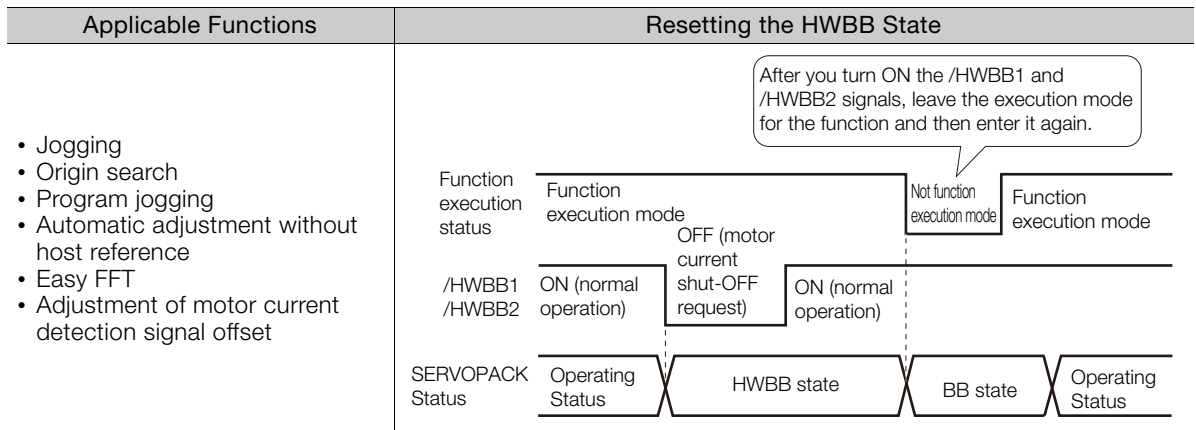 Applicable Functions
Resetting the HWBB State
• Jogging
• Origin search
• Program jogging
• Automatic adjustment without
host reference
• Easy FFT
• Adjustment of motor current
detection signal offset
After you turn ON the /HWBB1 and
/HWBB2 signals, leave the execution mode
for the function and then enter it again.
Function
execution
status
Function
execution mode
Not function
execution mode
Function
execution mode
/HWBB1
/HWBB2
ON (normal
operation)
OFF (motor
current
shut-OFF
request)
ON (normal
operation)
SERVOPACK
Status
Operating
Status
HWBB state
BB state
Operating
Status